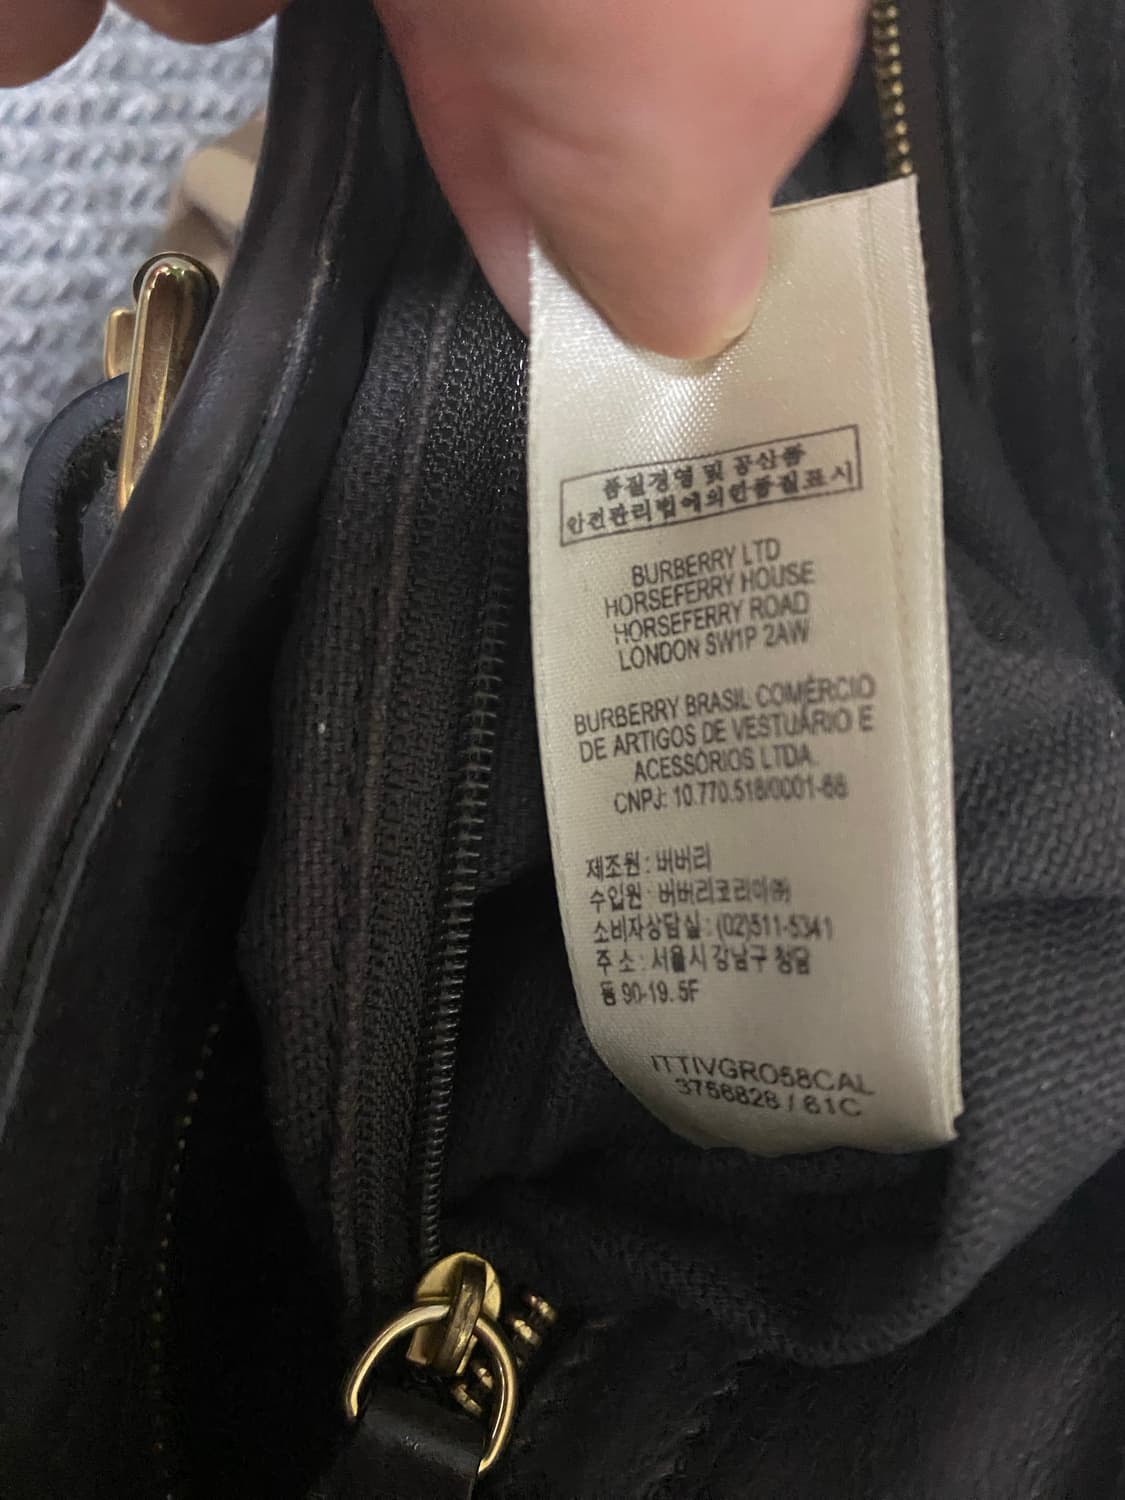 품질경영 및 공산품
안전관리법에의한품질표시
BURBERRY LTD
HORSEFERRY HOUSE
HORSEFERRY ROAD
LONDON SW1P 2AW
BURBERRY BRASIL COMÉRCIO
DE ARTIGOS DE VESTUÁRIO E
ACESSÓRIOS LTDA.
CNPJ: 10.770.518/0001-66
제조원 : 버버리
수입원 : 버버리코리아㈜
소비자상담실 : (02)511-5341
주 소 : 서울시 강남구 청담
동 90-19. 5F
ITTIVGRO58CAL
3756828 / 61C